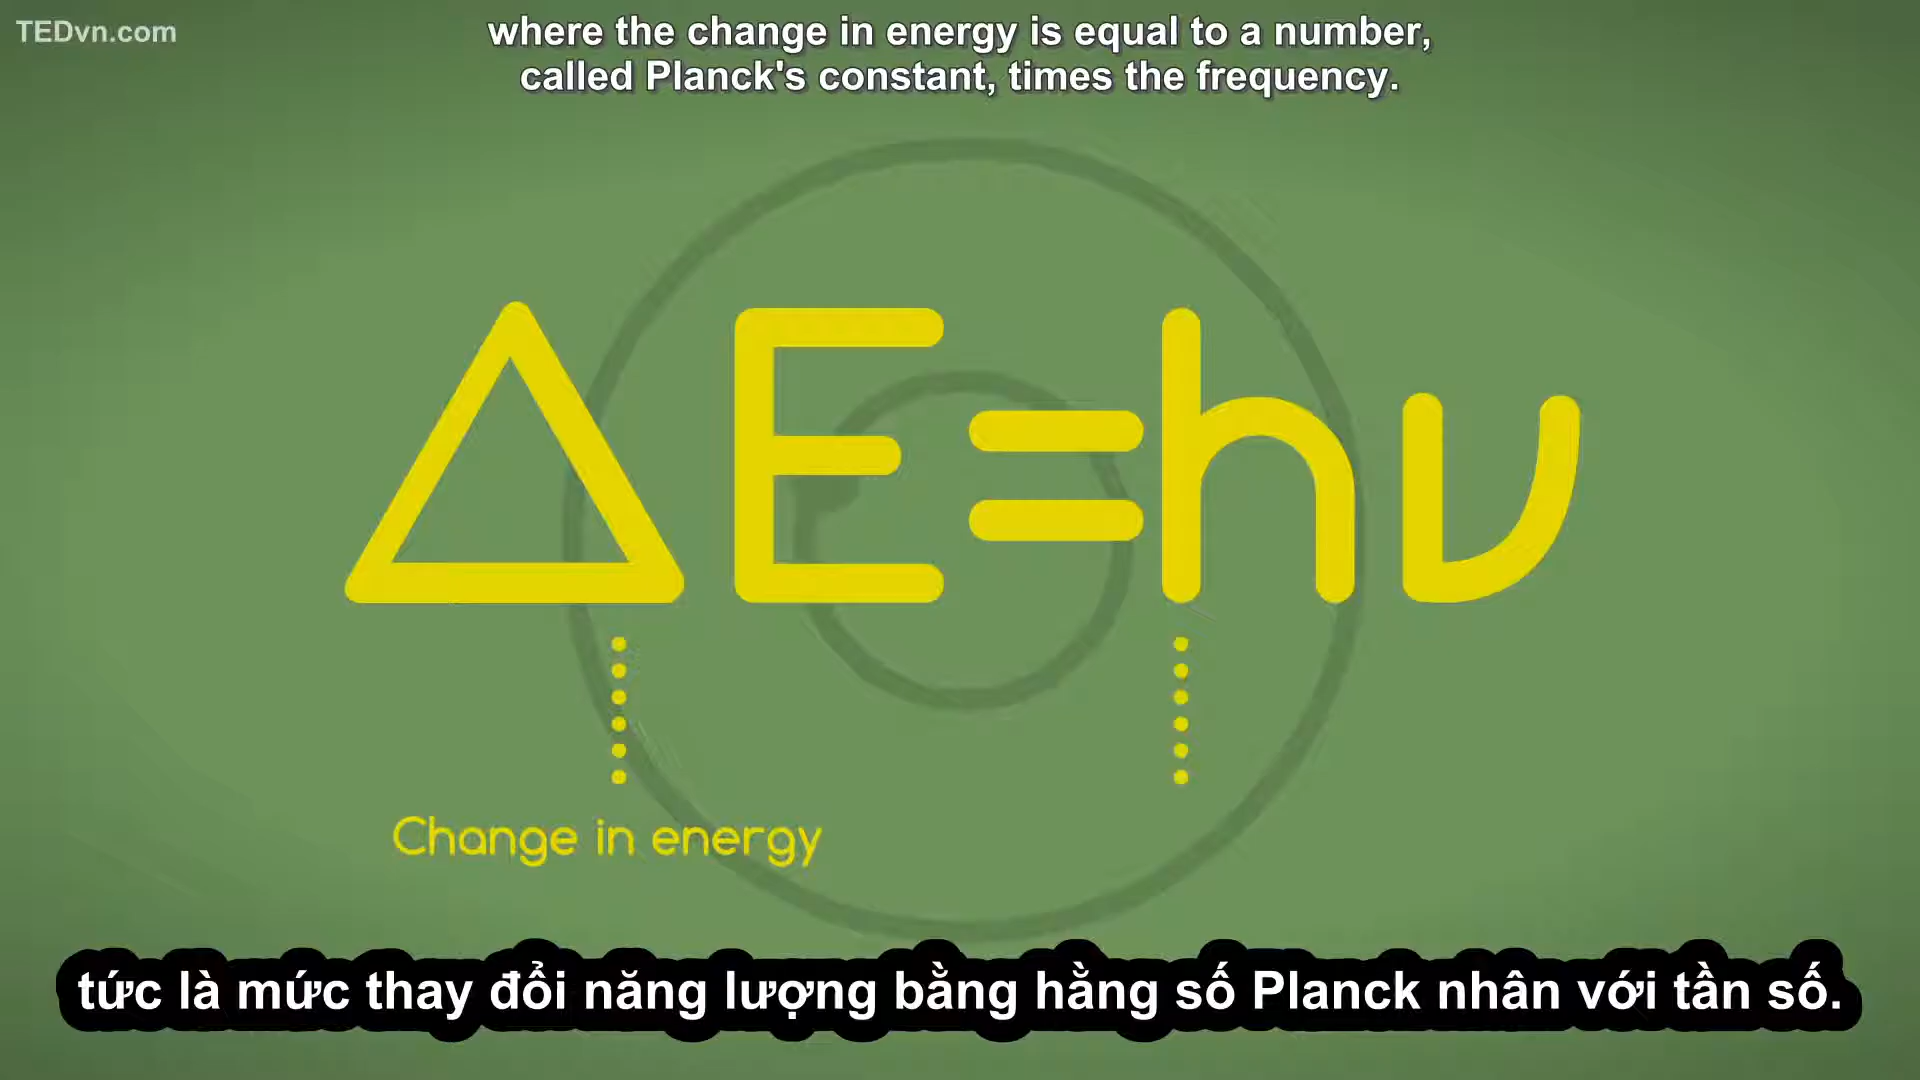 TEDvn.com
where the change in energy is equal to a number,
called Planck's constant, times the frequency.
ΔE=hν
Change in energy
tức là mức thay đổi năng lượng bằng hằng số Planck nhân với tần số.